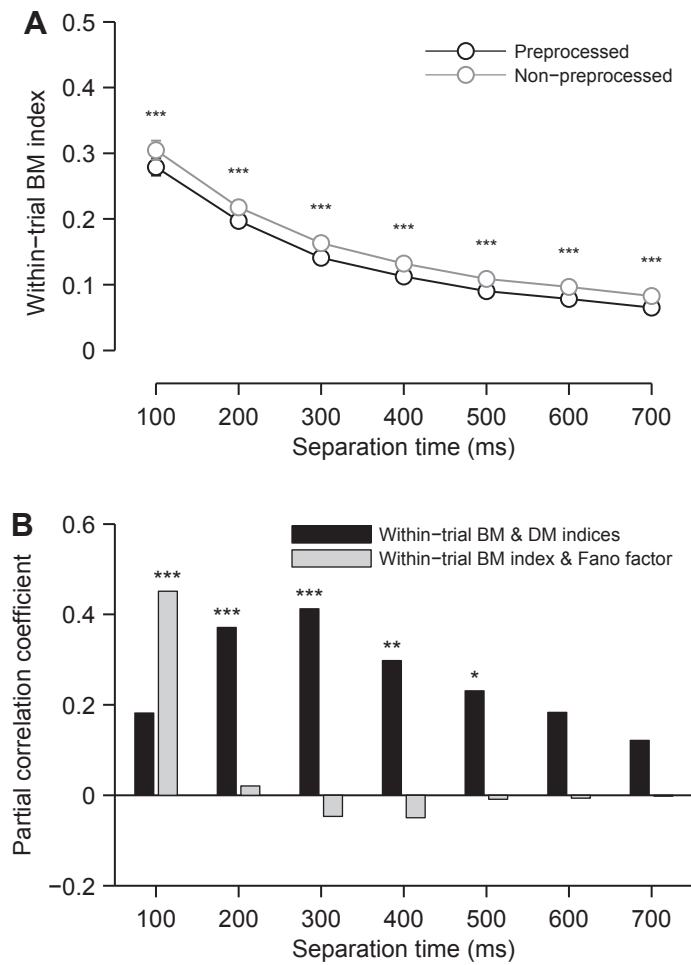 A
0.5
0.4
0.3
0.2
0.1
0
Within−trial BM index
Preprocessed
Non−preprocessed
***
***
***
***
***
***
***
100 200 300 400 500 600 700
Separation time (ms)
B
0.6
0.4
0.2
0
−0.2
Partial correlation coefficient
Within−trial BM & DM indices
Within−trial BM index & Fano factor
***
***
***
**
*
100 200 300 400 500 600 700
Separation time (ms)